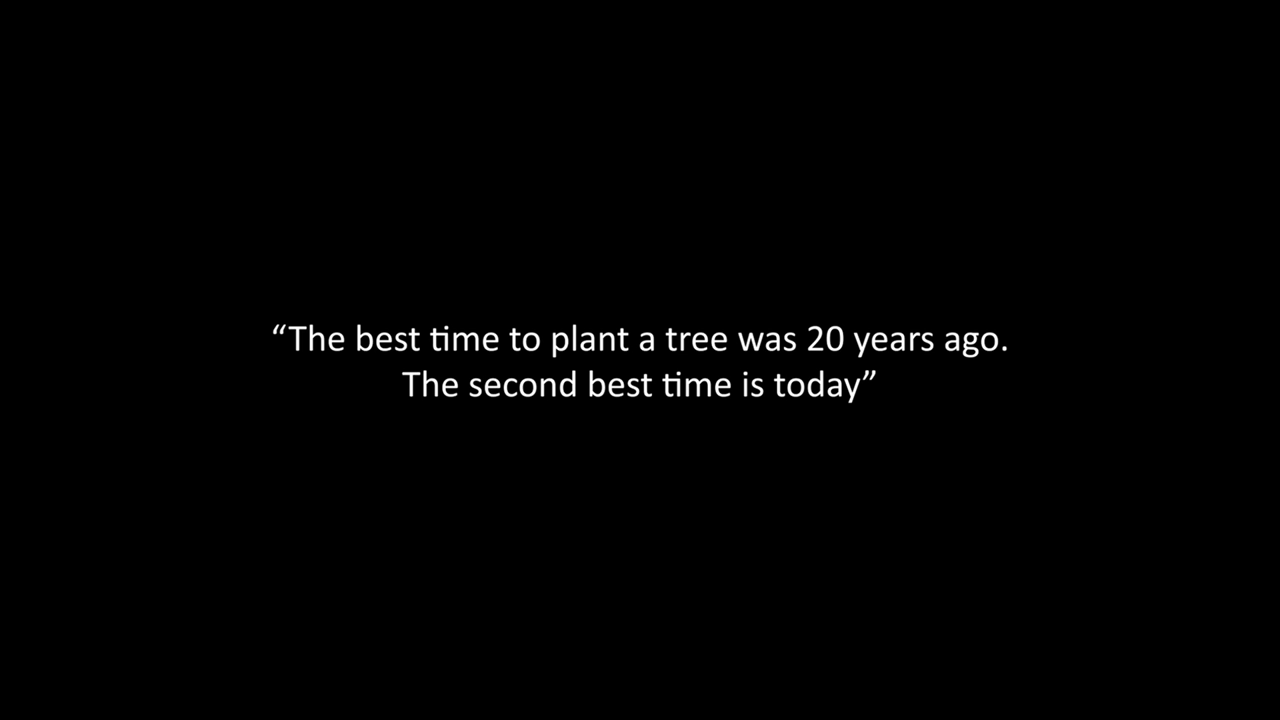 “The best time to plant a tree was 20 years ago.
The second best time is today”